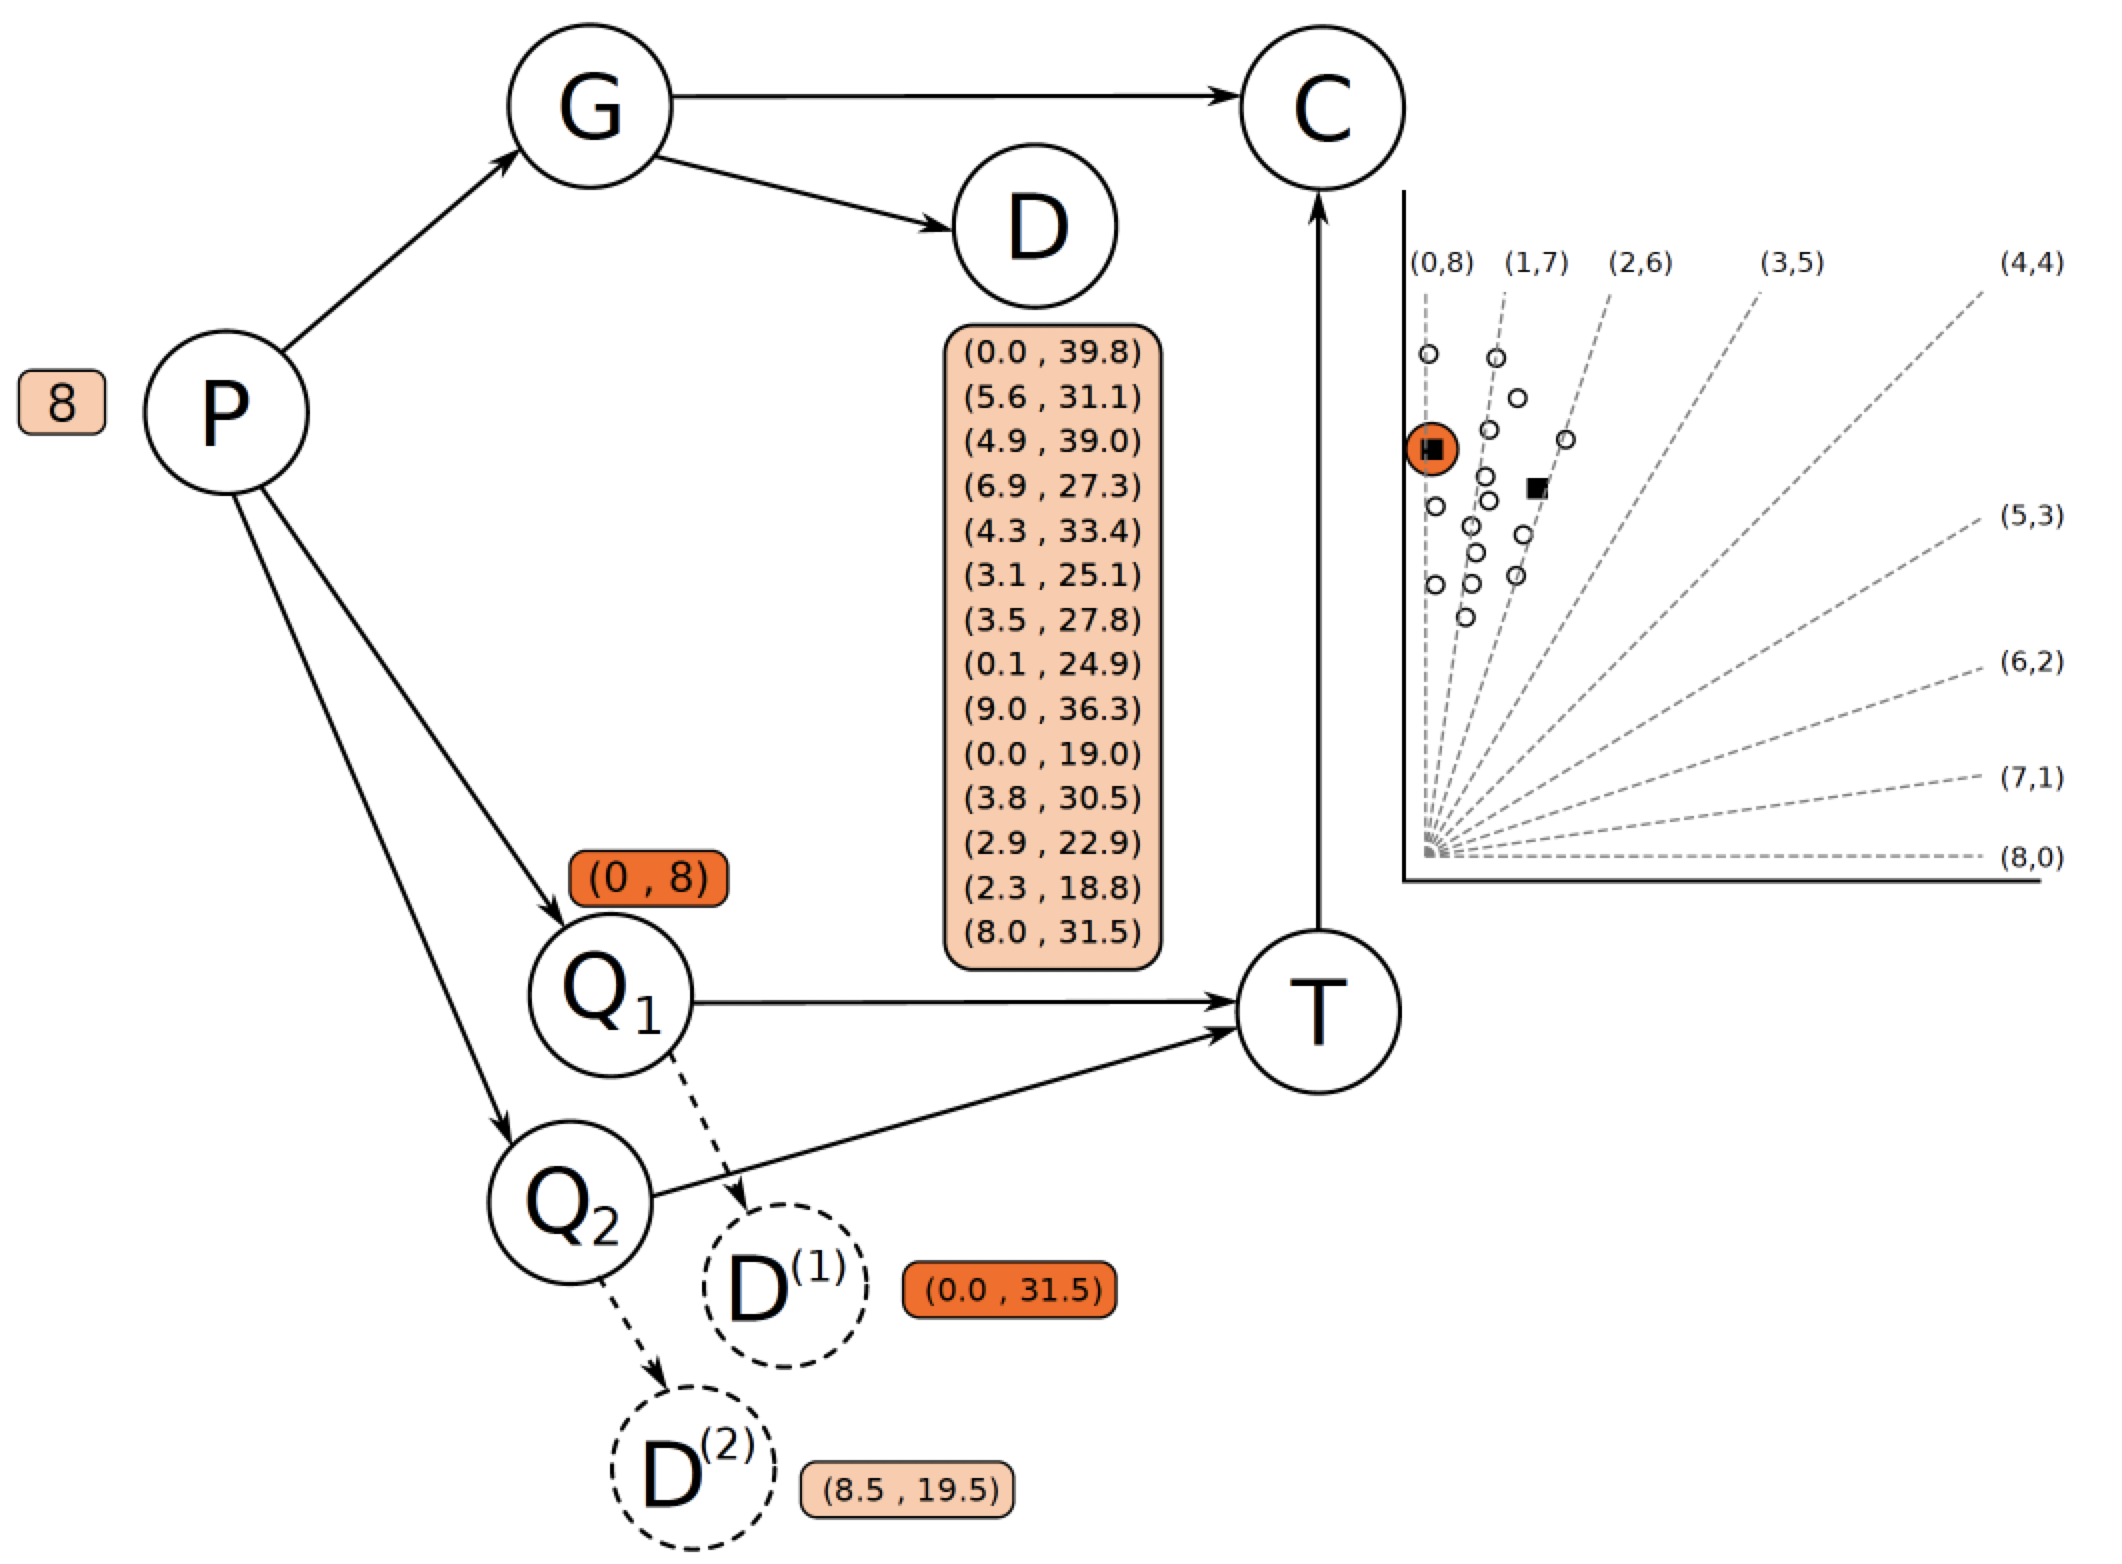 G
C
D
(0,8) (1,7) (2,6) (3,5) (4,4)
(0.0 , 39.8)
(5.6 , 31.1)
(4.9 , 39.0)
(6.9 , 27.3)
(4.3 , 33.4)
(3.1 , 25.1)
(3.5 , 27.8)
(0.1 , 24.9)
(9.0 , 36.3)
(0.0 , 19.0)
(3.8 , 30.5)
(2.9 , 22.9)
(2.3 , 18.8)
(8.0 , 31.5)
8
P
(5,3)
(6,2)
(7,1)
(8,0)
(0 , 8)
Q1
T
Q2
D(1)
(0.0 , 31.5)
D(2)
(8.5 , 19.5)